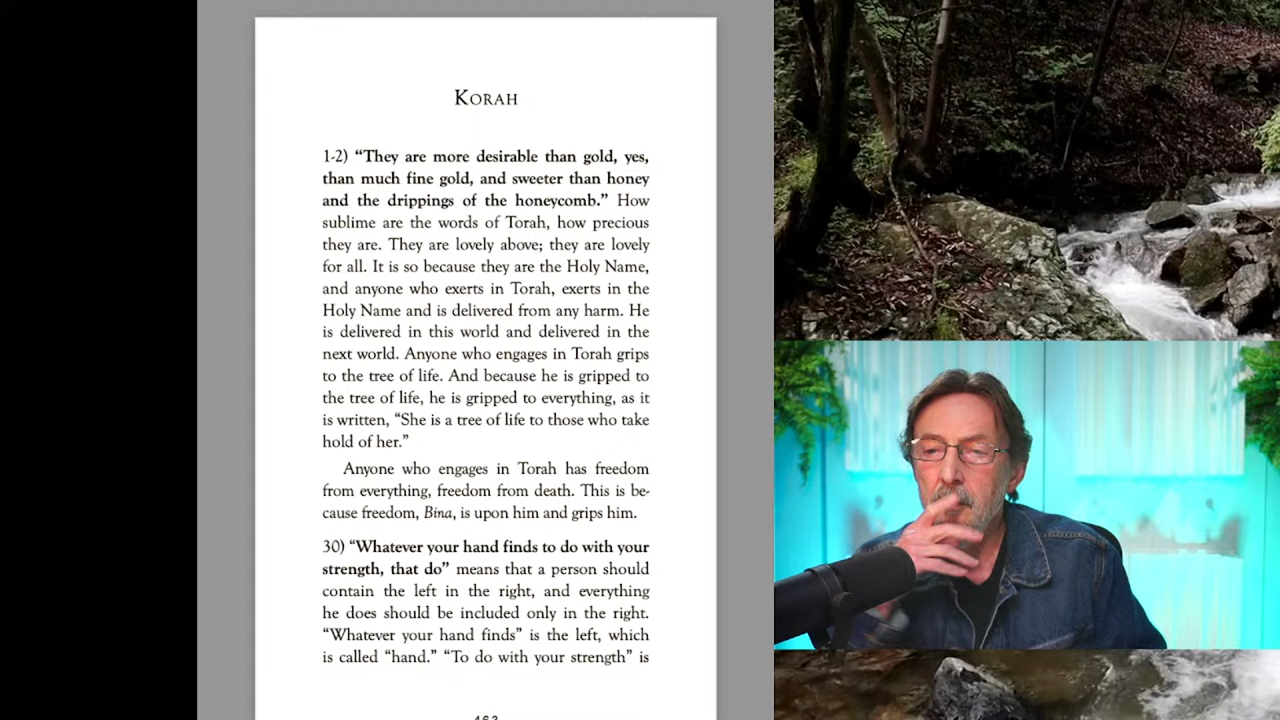 KORAH
1-2) “They are more desirable than gold, yes,
than much fine gold, and sweeter than honey
and the drippings of the honeycomb.” How
sublime are the words of Torah, how precious
they are. They are lovely above; they are lovely
for all. It is so because they are the Holy Name,
and anyone who exerts in Torah, exerts in the
Holy Name and is delivered from any harm. He
is delivered in this world and delivered in the
next world. Anyone who engages in Torah grips
to the tree of life. And because he is gripped to
the tree of life, he is gripped to everything, as it
is written, “She is a tree of life to those who take
hold of her.”
Anyone who engages in Torah has freedom
from everything, freedom from death. This is be-
cause freedom, Bina, is upon him and grips him.
30) “Whatever your hand finds to do with your
strength, that do” means that a person should
contain the left in the right, and everything
he does should be included only in the right.
“Whatever your hand finds” is the left, which
is called “hand.” “To do with your strength” is
463